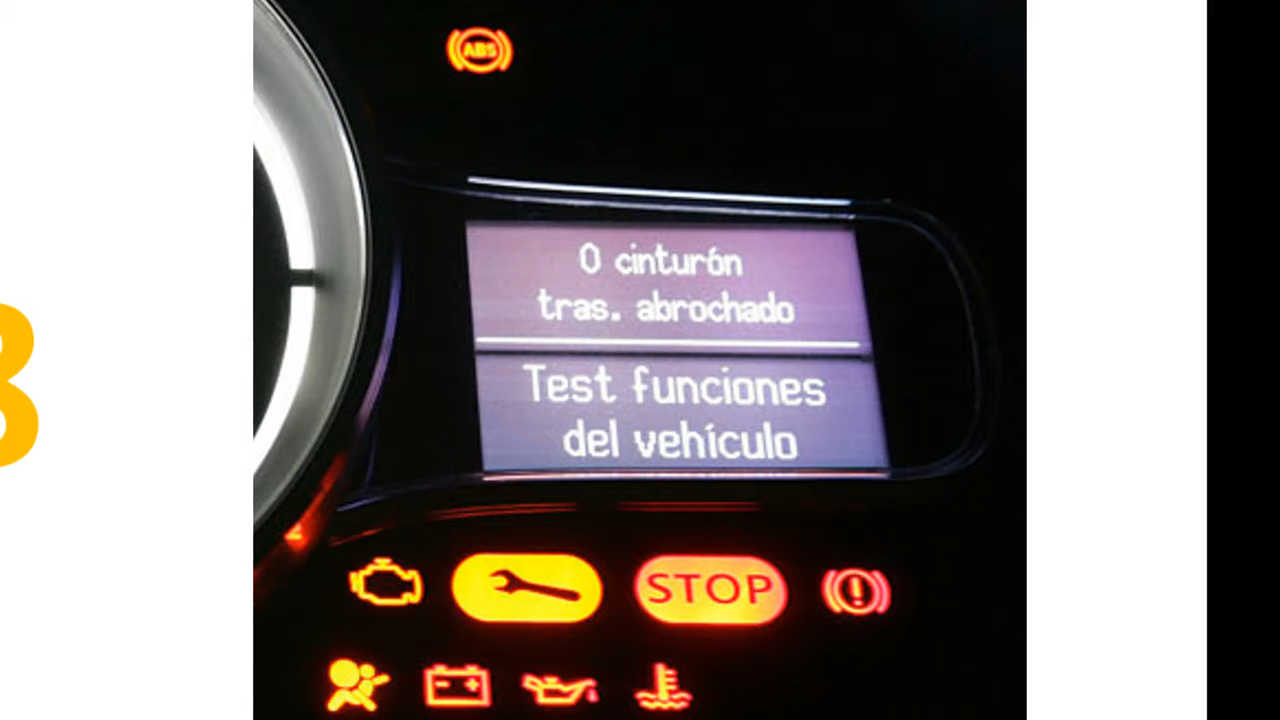 ABS
0 cinturón
tras. abrochado
Test funciones
del vehículo
STOP